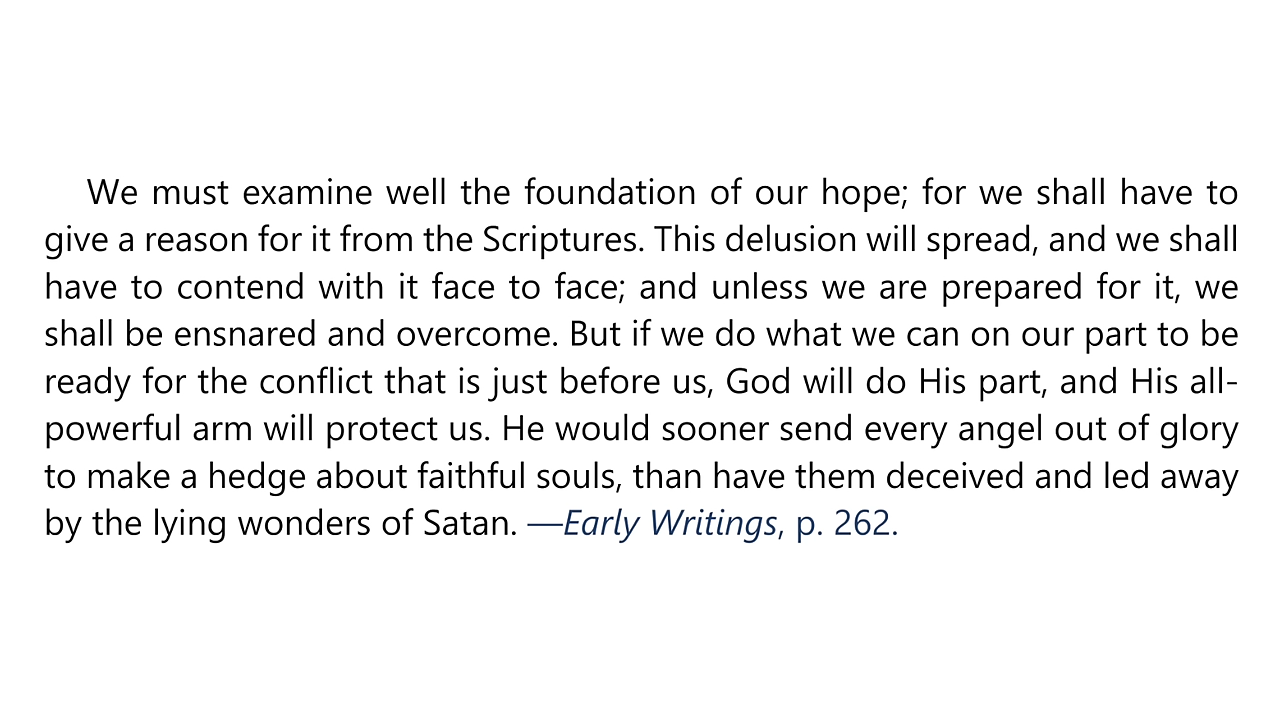 We must examine well the foundation of our hope; for we shall have to
give a reason for it from the Scriptures. This delusion will spread, and we shall
have to contend with it face to face; and unless we are prepared for it, we
shall be ensnared and overcome. But if we do what we can on our part to be
ready for the conflict that is just before us, God will do His part, and His all-
powerful arm will protect us. He would sooner send every angel out of glory
to make a hedge about faithful souls, than have them deceived and led away
by the lying wonders of Satan. —Early Writings, p. 262.